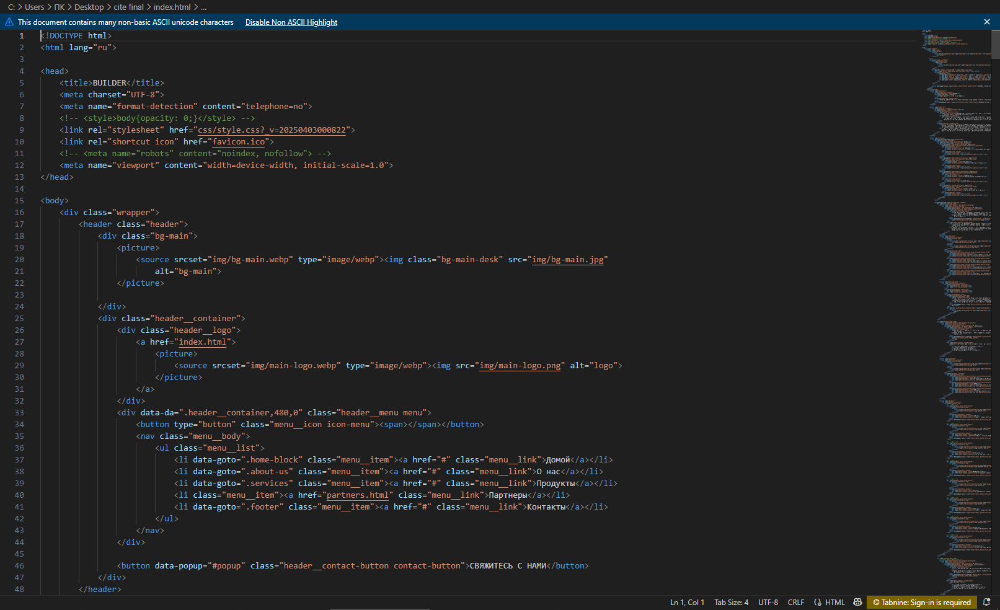 C: > Users > ПК > Desktop > cite final > index.html > ...
This document contains many non-basic ASCII unicode characters Disable Non ASCII Highlight
1 <!DOCTYPE html>
2 <html lang="ru">
3
4 <head>
5 <title>BUILDER</title>
6 <meta charset="UTF-8">
7 <meta name="format-detection" content="telephone=no">
8 <!-- <style>body{opacity: 0;}</style> -->
9 <link rel="stylesheet" href="css/style.css?_v=20250403000822">
10 <link rel="shortcut icon" href="favicon.ico">
11 <!-- <meta name="robots" content="noindex, nofollow"> -->
12 <meta name="viewport" content="width=device-width, initial-scale=1.0">
13 </head>
14
15 <body>
16 <div class="wrapper">
17 <header class="header">
18 <div class="bg-main">
19 <picture>
20 <source srcset="img/bg-main.webp" type="image/webp"><img class="bg-main-desk" src="img/bg-main.jpg"
21 alt="bg-main">
22 </picture>
23
24 </div>
25 <div class="header__container">
26 <div class="header__logo">
27 <a href="index.html">
28 <picture>
29 <source srcset="img/main-logo.webp" type="image/webp"><img src="img/main-logo.png" alt="logo">
30 </picture>
31 </a>
32 </div>
33 <div data-da=".header__container,480,0" class="header__menu menu">
34 <button type="button" class="menu__icon icon-menu"><span></span></button>
35 <nav class="menu__body">
36 <ul class="menu__list">
37 <li data-goto=".home-block" class="menu__item"><a href="#" class="menu__link">Домой</a></li>
38 <li data-goto=".about-us" class="menu__item"><a href="#" class="menu__link">О нас</a></li>
39 <li data-goto=".services" class="menu__item"><a href="#" class="menu__link">Продукты</a></li>
40 <li class="menu__item"><a href="partners.html" class="menu__link">Партнеры</a></li>
41 <li data-goto=".footer" class="menu__item"><a href="#" class="menu__link">Контакты</a></li>
42 </ul>
43 </nav>
44 </div>
45
46 <button data-popup="#popup" class="header__contact-button contact-button">СВЯЖИТЕСЬ С НАМИ</button>
47 </div>
48 </header>
Ln 1, Col 1 Tab Size: 4 UTF-8 CRLF HTML Tabnine: Sign-in is required